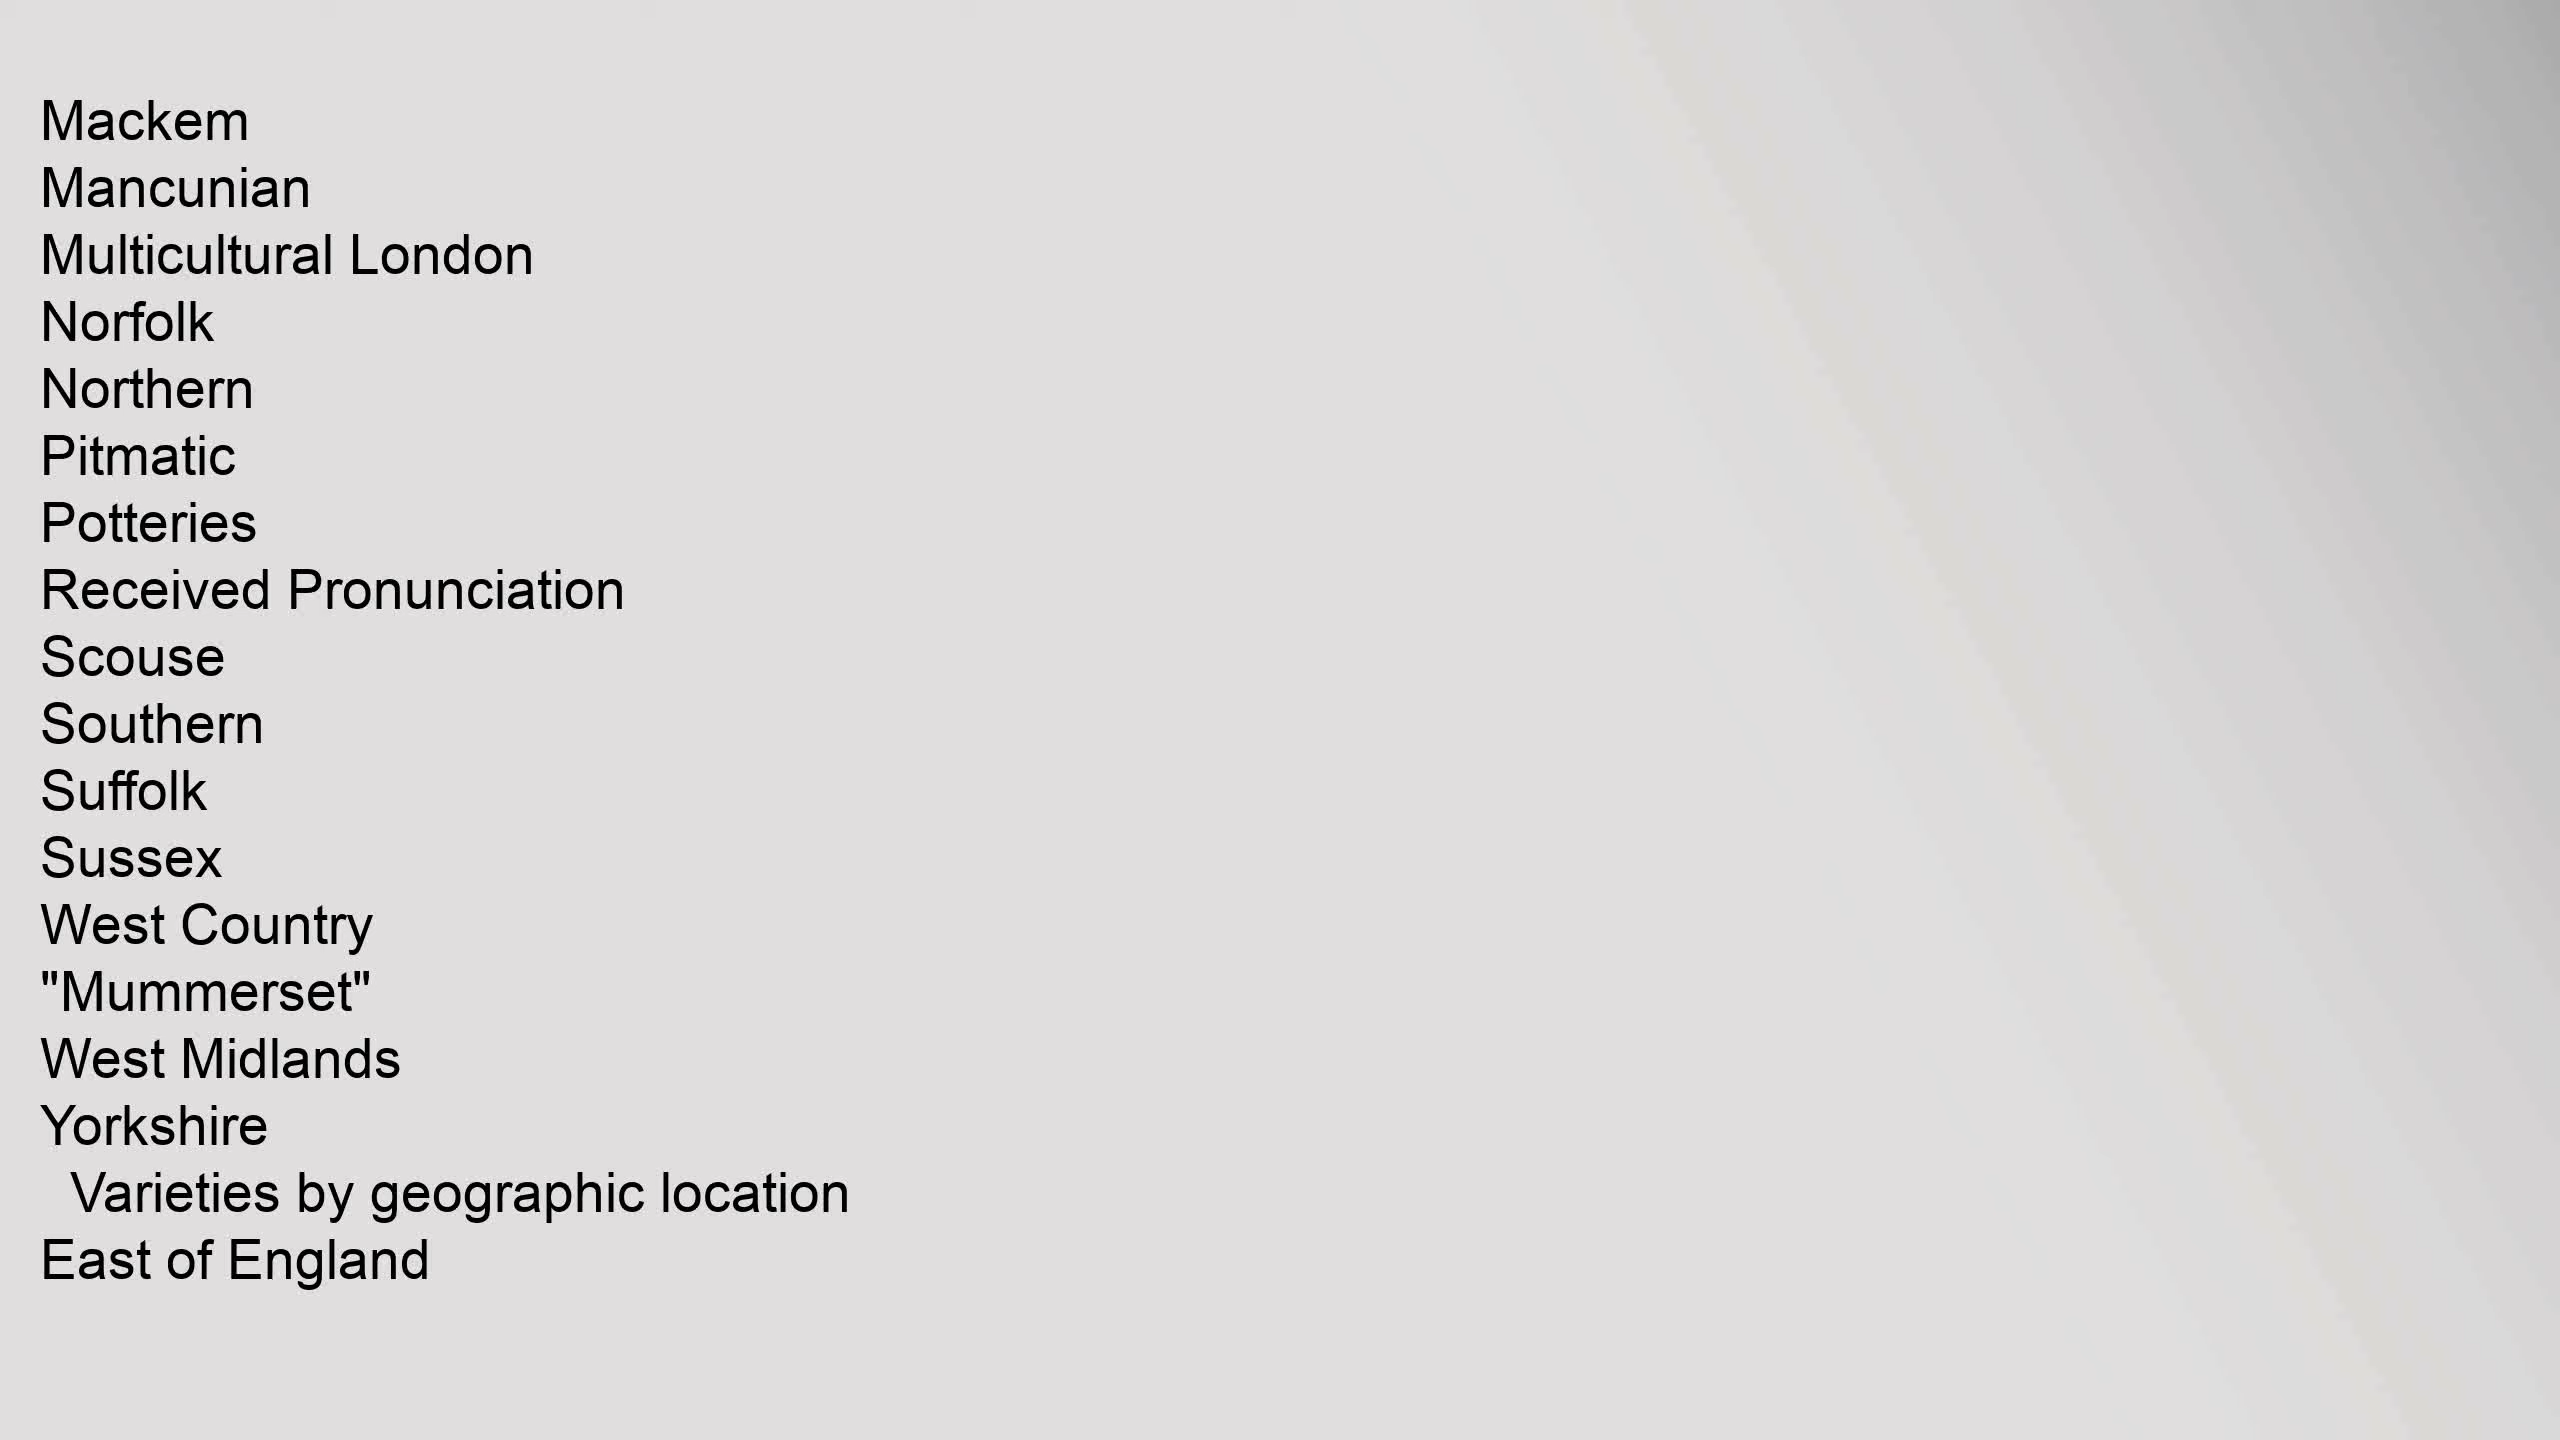 Mackem
Mancunian
Multicultural London
Norfolk
Northern
Pitmatic
Potteries
Received Pronunciation
Scouse
Southern
Suffolk
Sussex
West Country
"Mummerset"
West Midlands
Yorkshire
Varieties by geographic location
East of England